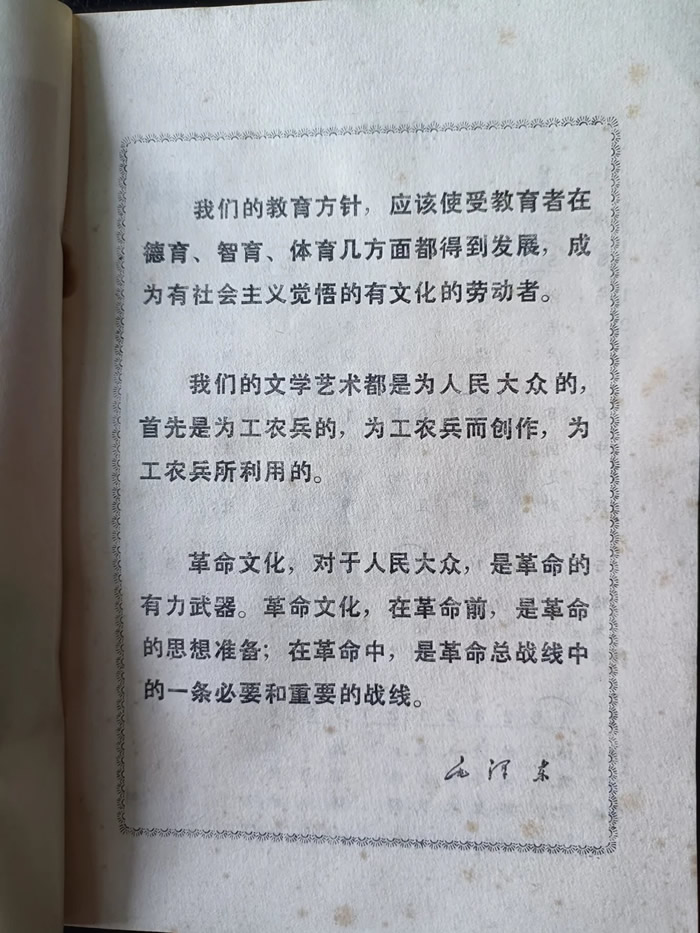 我们的教育方针，应该使受教育者在
德育、智育、体育几方面都得到发展，成
为有社会主义觉悟的有文化的劳动者。
我们的文学艺术都是为人民大众的，
首先是为工农兵的，为工农兵而创作，为
工农兵所利用的。
革命文化，对于人民大众，是革命的
有力武器。革命文化，在革命前，是革命
的思想准备；在革命中，是革命总战线中
的一条必要和重要的战线。
毛泽东